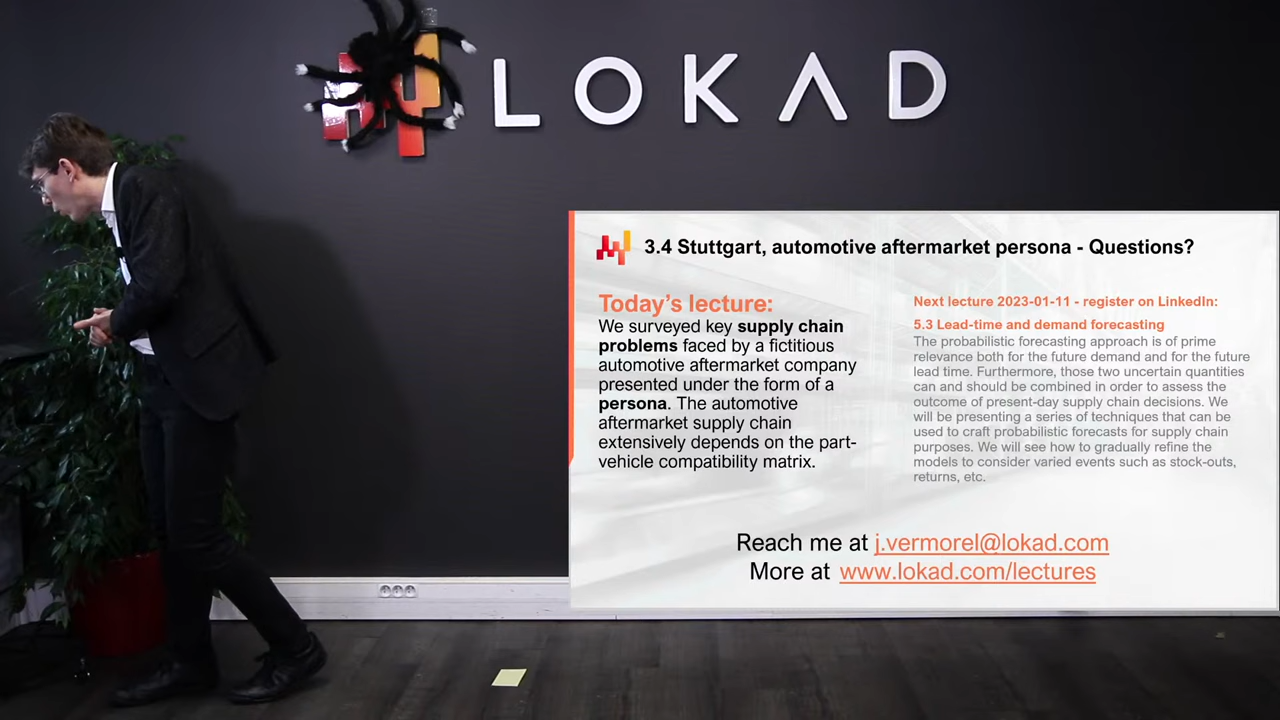 LOKAD
3.4 Stuttgart, automotive aftermarket persona - Questions?
Today's lecture:
We surveyed key supply chain
problems faced by a fictitious
automotive aftermarket company
presented under the form of a
persona. The automotive
aftermarket supply chain
extensively depends on the part-
vehicle compatibility matrix.
Next lecture 2023-01-11 - register on LinkedIn:
5.3 Lead-time and demand forecasting
The probabilistic forecasting approach is of prime
relevance both for the future demand and for the future
lead time. Furthermore, those two uncertain quantities
can and should be combined in order to assess the
outcome of present-day supply chain decisions. We
will be presenting a series of techniques that can be
used to craft probabilistic forecasts for supply chain
purposes. We will see how to gradually refine the
models to consider varied events such as stock-outs,
returns, etc.
Reach me at j.vermorel@lokad.com
More at www.lokad.com/lectures